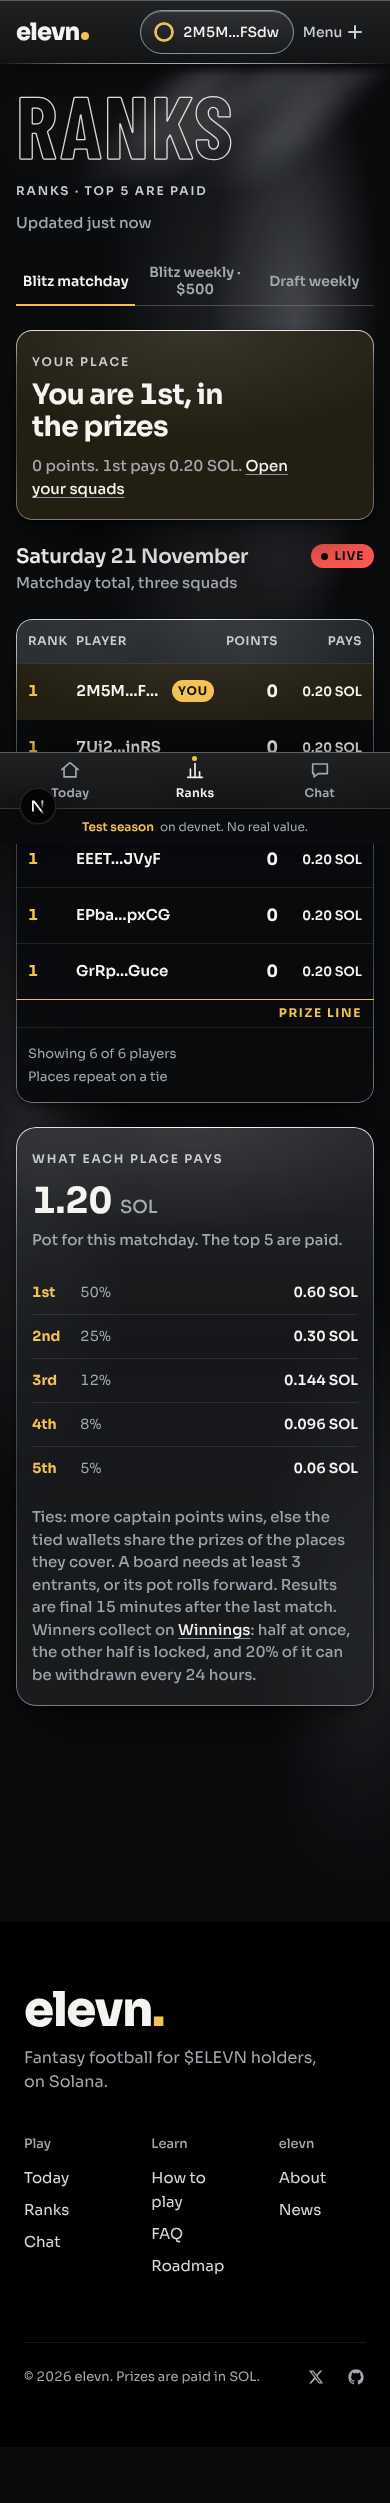 elevn.
2M5M...FSdw
Menu
RANKS
RANKS · TOP 5 ARE PAID
Updated just now
Blitz matchday
Blitz weekly ·
$500
Draft weekly
YOUR PLACE
You are 1st, in
the prizes
0 points. 1st pays 0.20 SOL. Open
your squads
Saturday 21 November
LIVE
Matchday total, three squads
RANK PLAYER POINTS PAYS
1 2M5M...F... YOU 0 0.20 SOL
1 7Uj2...inRS 0 0.20 SOL
Today
Ranks
Chat
N
Test season on devnet. No real value.
1 EEET...JVyF 0 0.20 SOL
1 EPba...pxCG 0 0.20 SOL
1 GrRp...Guce 0 0.20 SOL
PRIZE LINE
Showing 6 of 6 players
Places repeat on a tie
WHAT EACH PLACE PAYS
1.20 SOL
Pot for this matchday. The top 5 are paid.
1st 50% 0.60 SOL
2nd 25% 0.30 SOL
3rd 12% 0.144 SOL
4th 8% 0.096 SOL
5th 5% 0.06 SOL
Ties: more captain points wins, else the
tied wallets share the prizes of the places
they cover. A board needs at least 3
entrants, or its pot rolls forward. Results
are final 15 minutes after the last match.
Winners collect on Winnings: half at once,
the other half is locked, and 20% of it can
be withdrawn every 24 hours.
elevn.
Fantasy football for $ELEVN holders,
on Solana.
Play
Today
Ranks
Chat
Learn
How to
play
FAQ
Roadmap
elevn
About
News
© 2026 elevn. Prizes are paid in SOL.